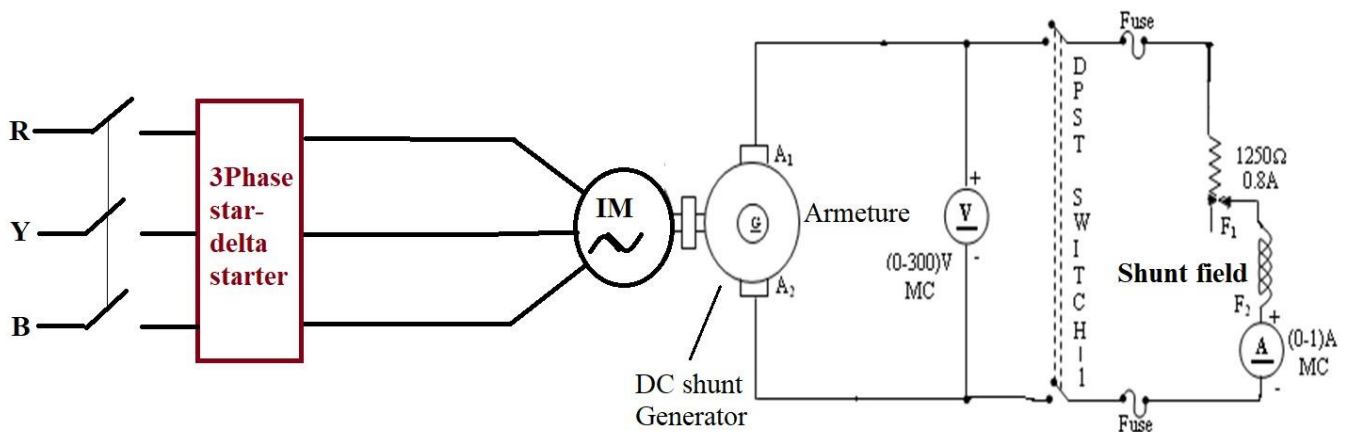 R
Y
B
3Phase
star-
delta
starter
IM
A₁
G
A₂
Armeture
DC shunt
Generator
+
V
-
(0-300)V
MC
DPST SWITCH-1
Fuse
1250Ω
0.8A
F₁
Shunt field
F₂
+
A
-
(0-1)A
MC
Fuse